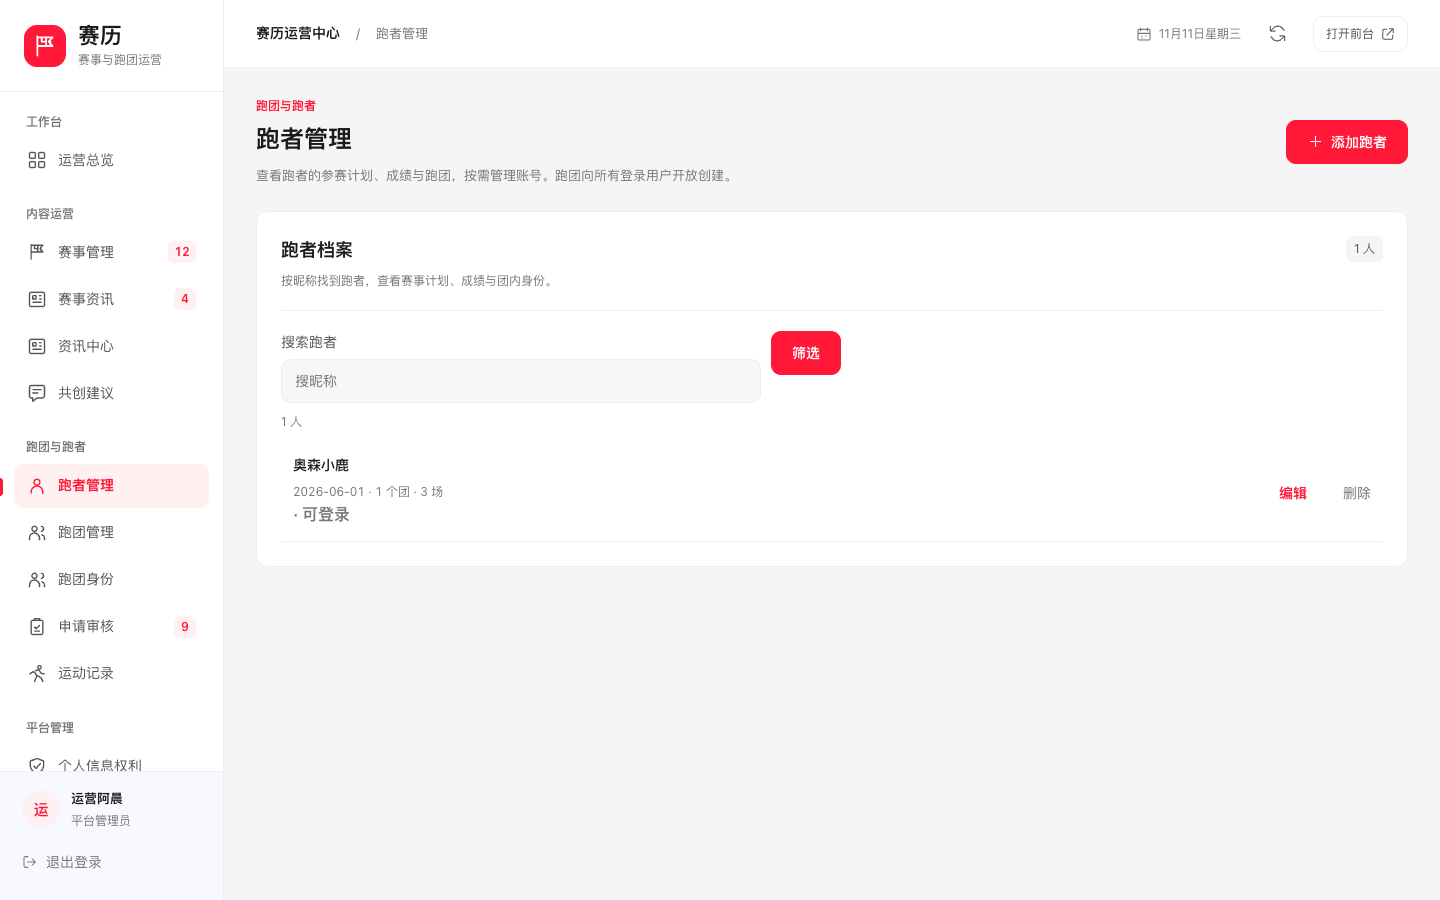 赛历
赛事与跑团运营
工作台
运营总览
内容运营
赛事管理 12
赛事资讯 4
资讯中心
共创建议
跑团与跑者
跑者管理
跑团管理
跑团身份
申请审核 9
运动记录
平台管理
个人信息权利
运 运营阿晨
平台管理员
退出登录
赛历运营中心 / 跑者管理
11月11日星期三
打开前台
跑团与跑者
跑者管理
查看跑者的参赛计划、成绩与跑团，按需管理账号。跑团向所有登录用户开放创建。
添加跑者
跑者档案
1 人
按昵称找到跑者，查看赛事计划、成绩与团内身份。
搜索跑者
搜昵称
筛选
1 人
奥森小鹿
2026-06-01 · 1 个团 · 3 场
· 可登录
编辑 删除